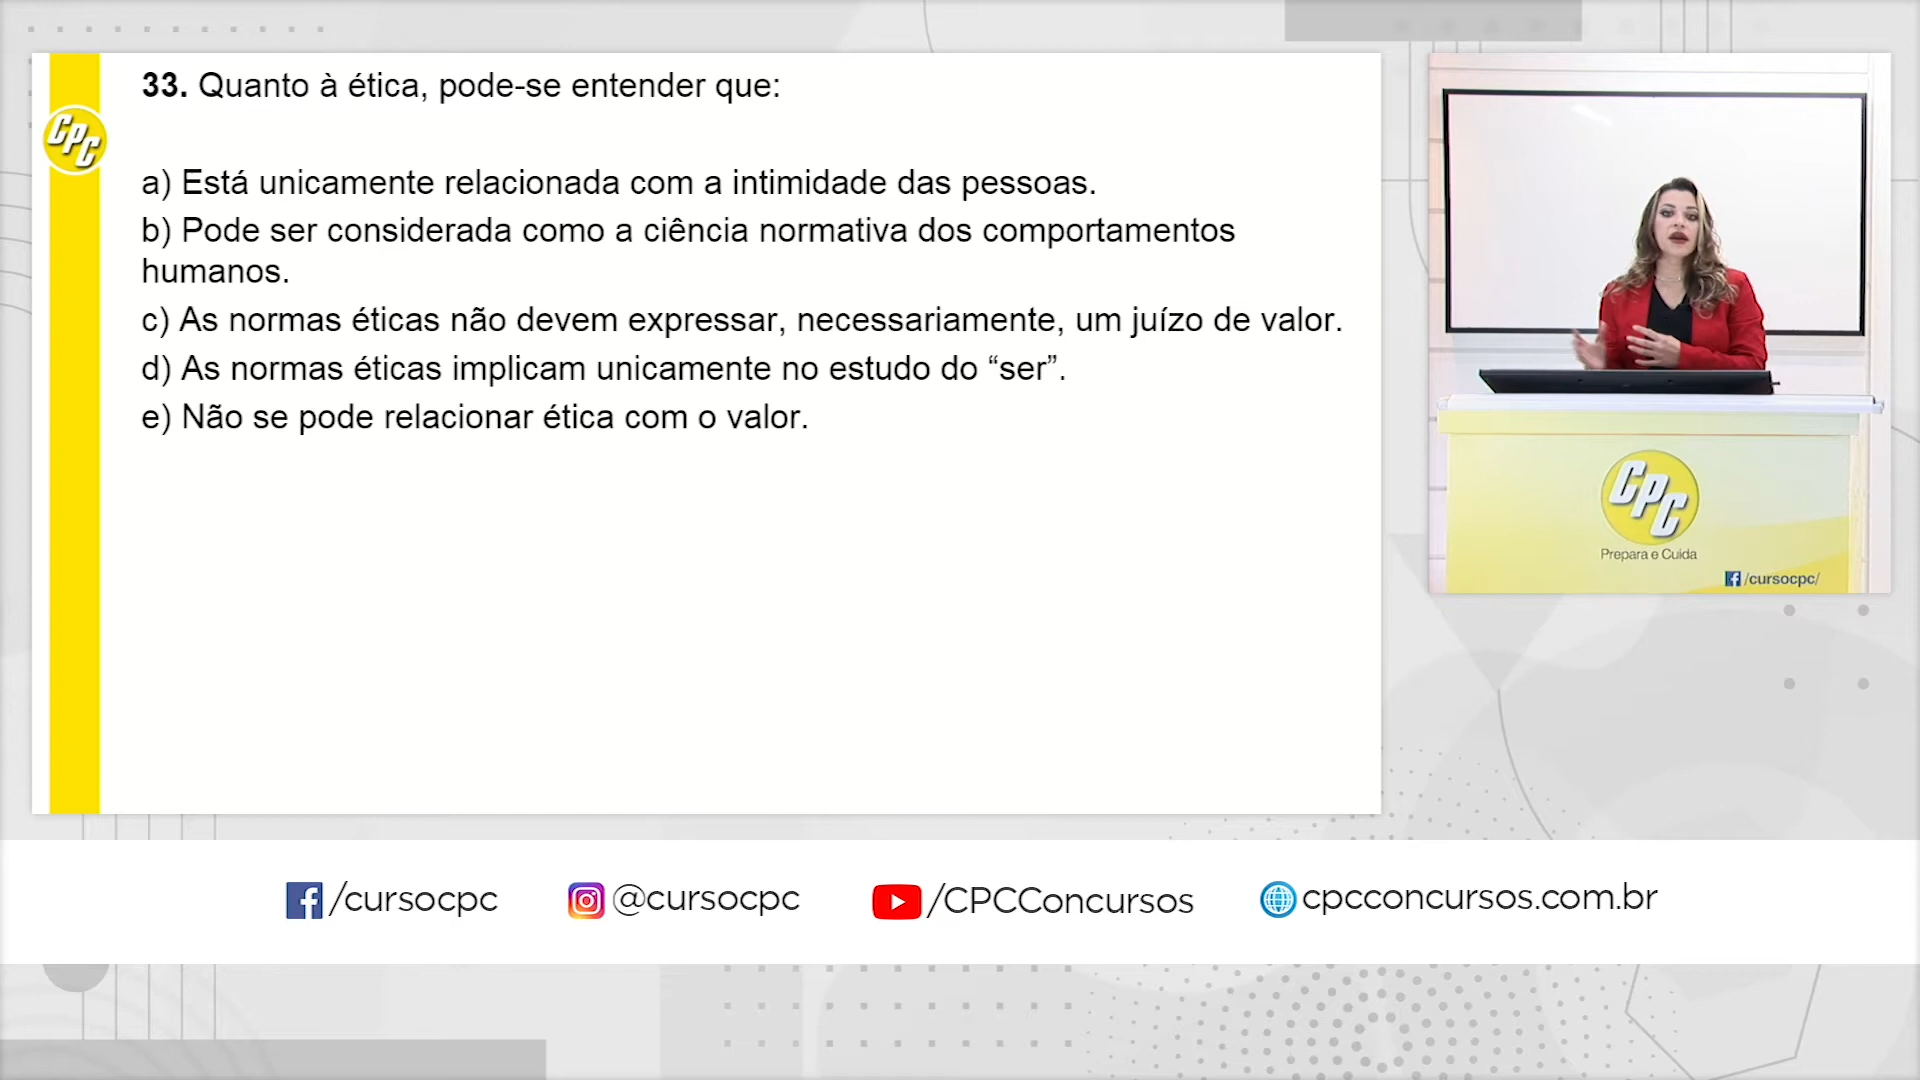 33. Quanto à ética, pode-se entender que:
CPC
a) Está unicamente relacionada com a intimidade das pessoas.
b) Pode ser considerada como a ciência normativa dos comportamentos
humanos.
c) As normas éticas não devem expressar, necessariamente, um juízo de valor.
d) As normas éticas implicam unicamente no estudo do “ser”.
e) Não se pode relacionar ética com o valor.
CPC
Prepara e Cuida
f/cursocpc/
f/cursocpc
@cursocpc
/CPCConcursos
cpcconcursos.com.br